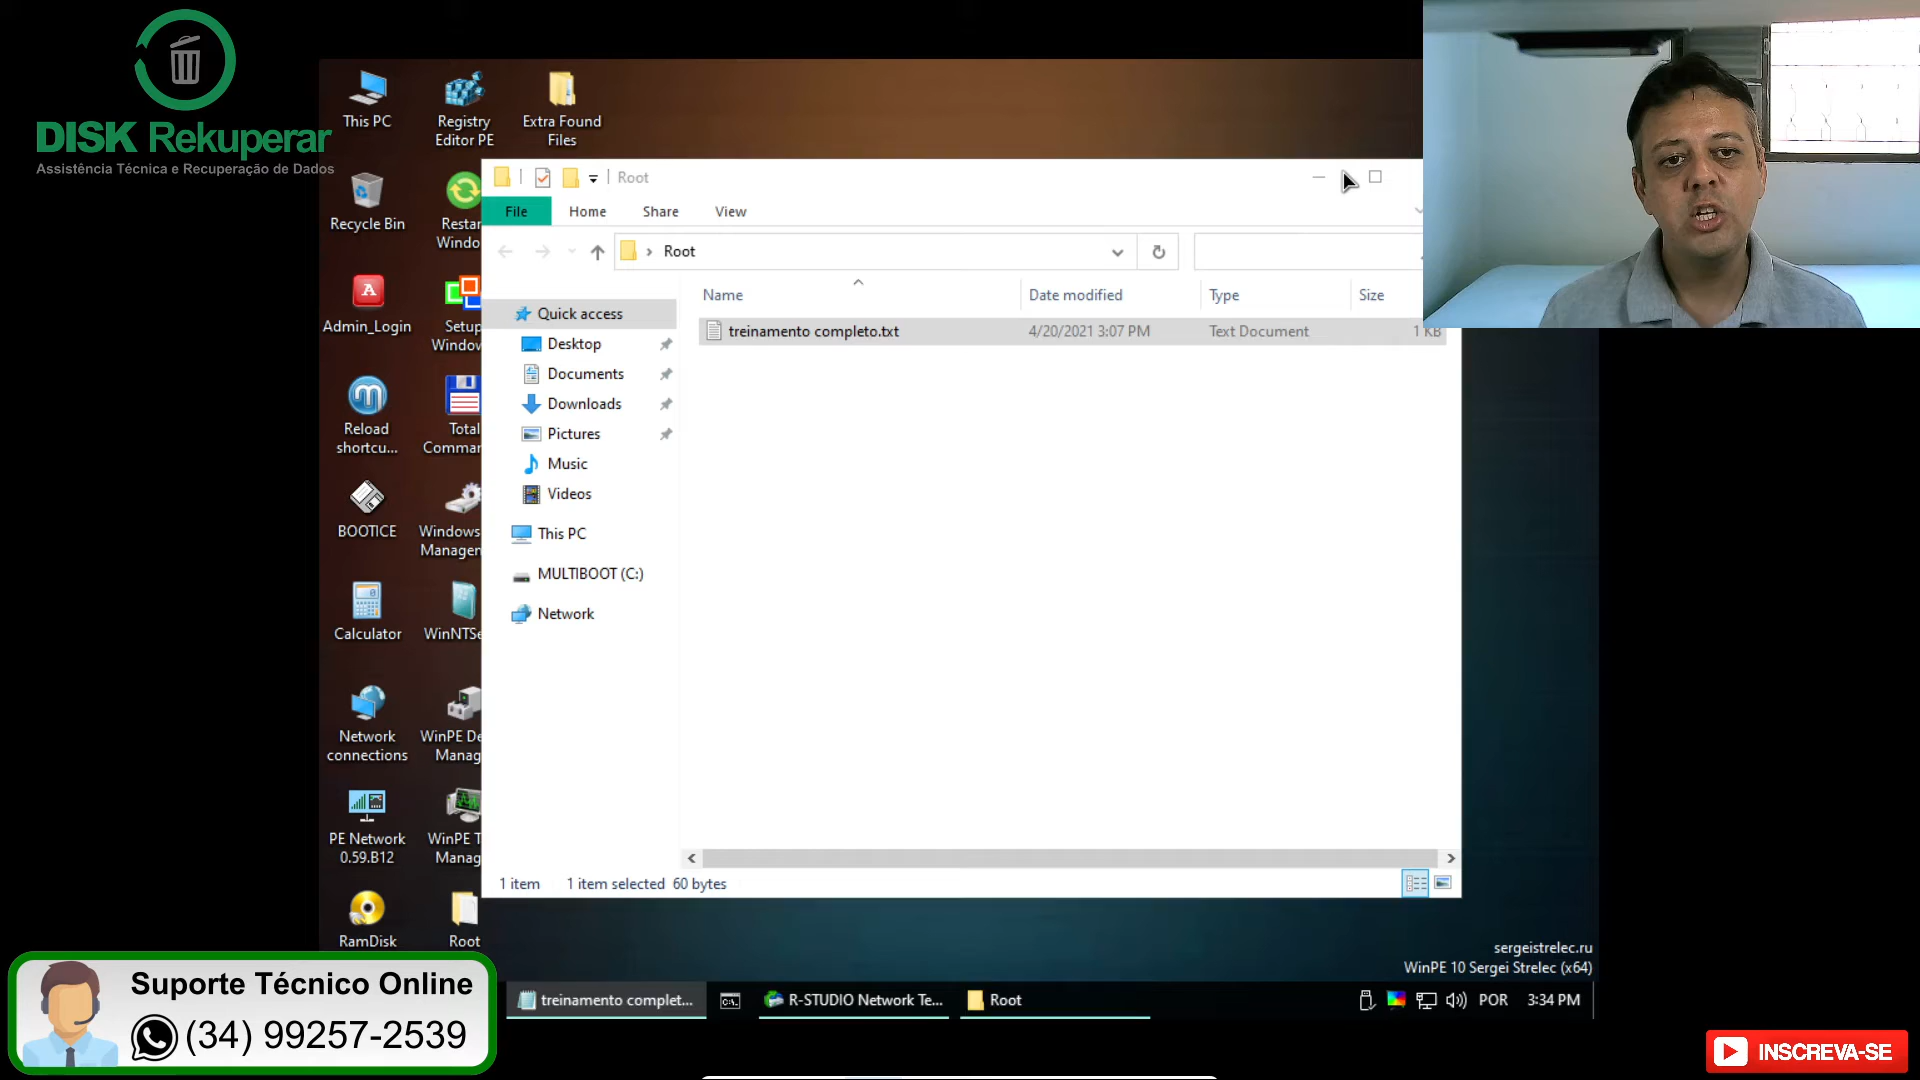 DISK Rekuperar
Assistência Técnica e Recuperação de Dados
This PC
Registry
Editor PE
Extra Found
Files
Recycle Bin
Restar
Windo
Admin_Login
Setup
Window
Reload
shortcu...
Total
Comman
BOOTICE
Windows
Manager
Calculator
WinNTSe
Network
connections
WinPE De
Manag
PE Network
0.59.B12
WinPE T
Manag
RamDisk
Root
Root
File
Home
Share
View
Root
Name
Date modified
Type
Size
treinamento completo.txt
4/20/2021 3:07 PM
Text Document
1 KB
Quick access
Desktop
Documents
Downloads
Pictures
Music
Videos
This PC
MULTIBOOT (C:)
Network
1 item
1 item selected 60 bytes
sergeistrelec.ru
WinPE 10 Sergei Strelec (x64)
treinamento complet...
R-STUDIO Network Te...
Root
POR
3:34 PM
Suporte Técnico Online
(34) 99257-2539
INSCREVA-SE